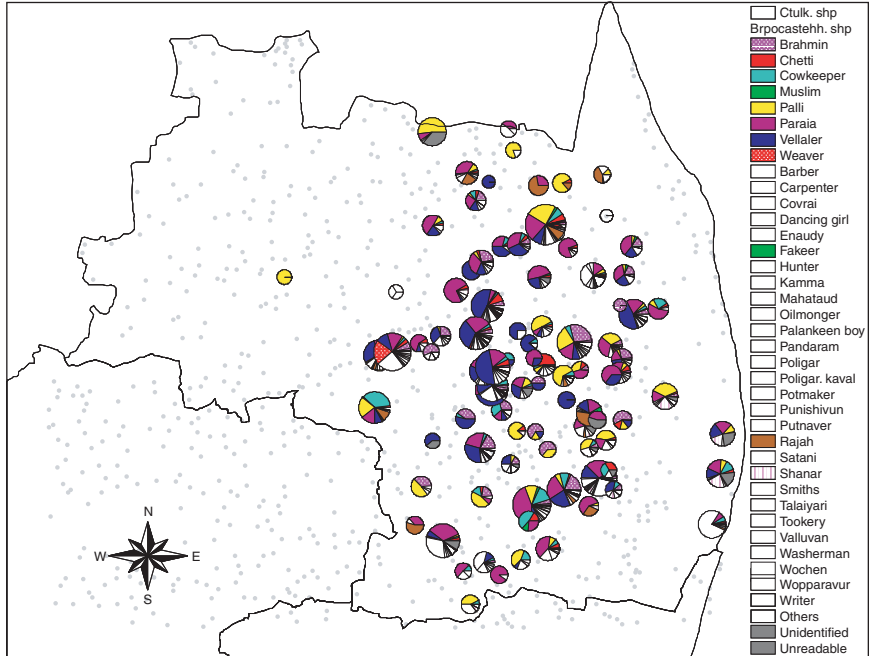 Ctulk. shp
Brpocastehh. shp
Brahmin
Chetti
Cowkeeper
Muslim
Palli
Paraia
Vellaler
Weaver
Barber
Carpenter
Covrai
Dancing girl
Enaudy
Fakeer
Hunter
Kamma
Mahataud
Oilmonger
Palankeen boy
Pandaram
Poligar
Poligar. kaval
Potmaker
Punishivun
Putnaver
Rajah
Satani
Shanar
Smiths
Talaiyari
Tookery
Valluvan
Washerman
Wochen
Wopparavur
Writer
Others
Unidentified
Unreadable
N
W E
S